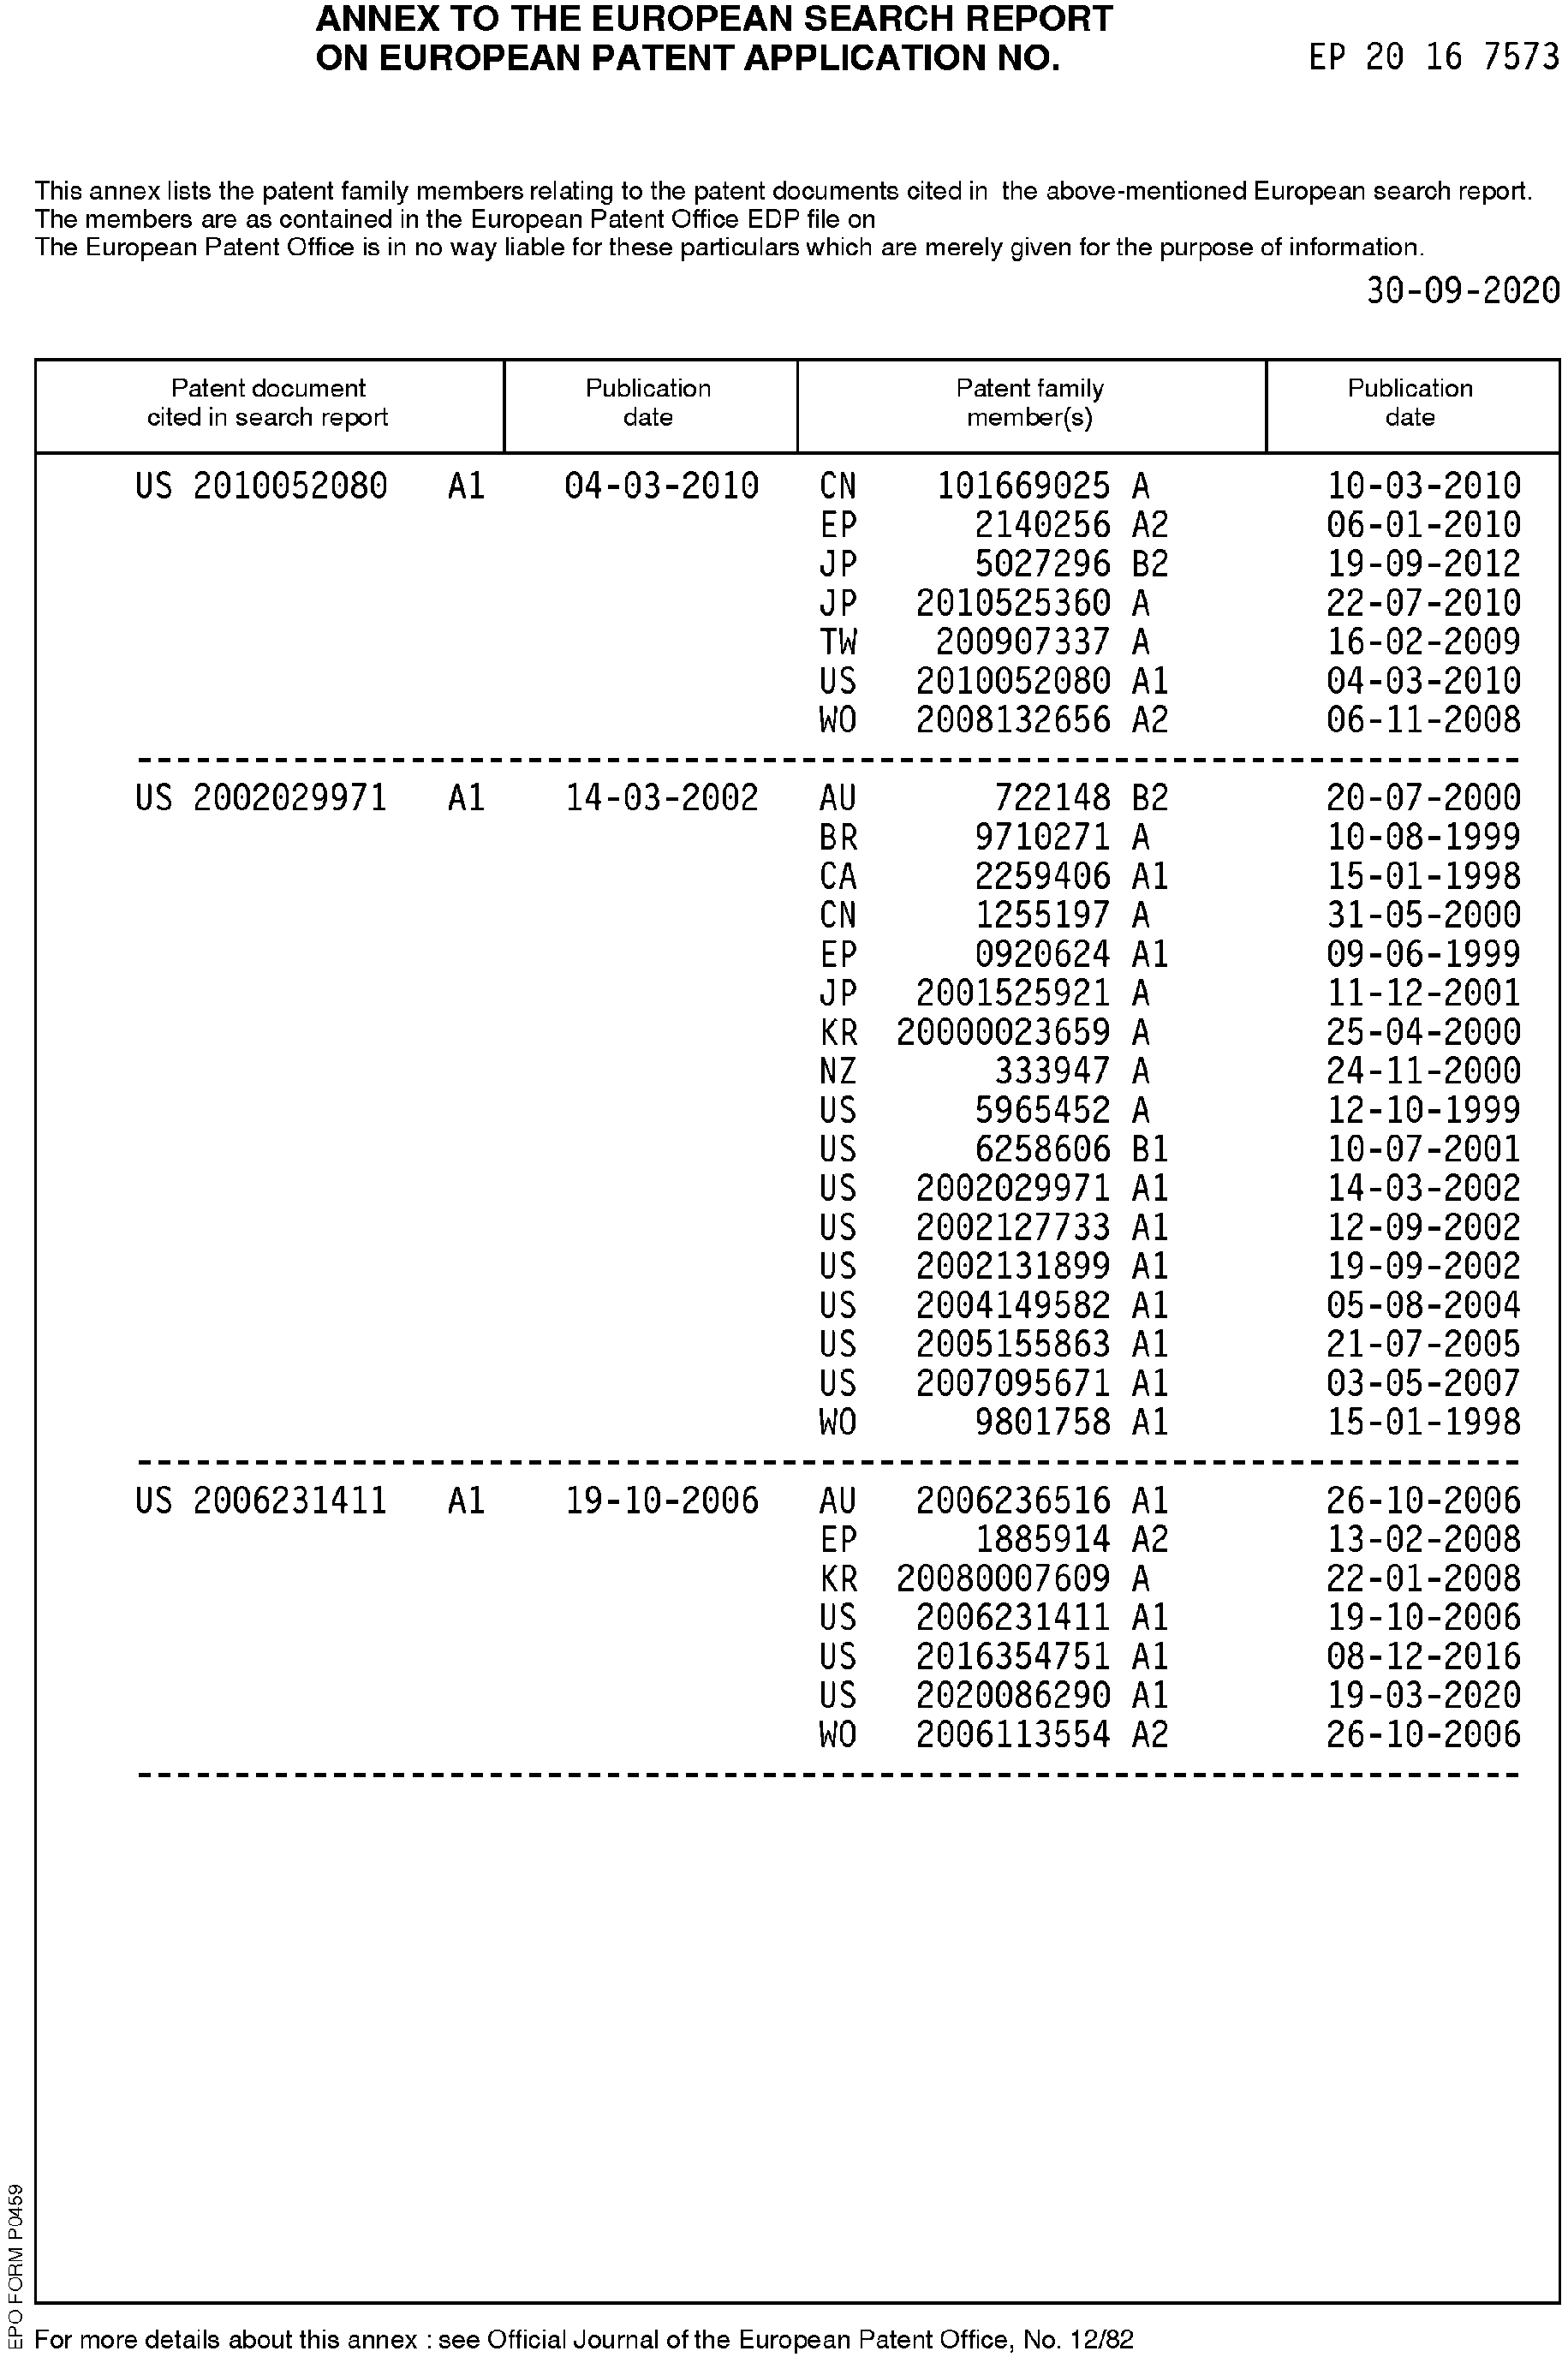 ANNEX TO THE EUROPEAN SEARCH REPORT
ON EUROPEAN PATENT APPLICATION NO. EP 20 16 7573
This annex lists the patent family members relating to the patent documents cited in the above-mentioned European search report.
The members are as contained in the European Patent Office EDP file on
The European Patent Office is in no way liable for these particulars which are merely given for the purpose of information.
30-09-2020
Patent document cited in search report Publication date Patent family member(s) Publication date
US 2010052080 A1 04-03-2010 CN 101669025 A 10-03-2010
EP 2140256 A2 06-01-2010
JP 5027296 B2 19-09-2012
JP 2010525360 A 22-07-2010
TW 200907337 A 16-02-2009
US 2010052080 A1 04-03-2010
WO 2008132656 A2 06-11-2008
US 2002029971 A1 14-03-2002 AU 722148 B2 20-07-2000
BR 9710271 A 10-08-1999
CA 2259406 A1 15-01-1998
CN 1255197 A 31-05-2000
EP 0920624 A1 09-06-1999
JP 2001525921 A 11-12-2001
KR 20000023659 A 25-04-2000
NZ 333947 A 24-11-2000
US 5965452 A 12-10-1999
US 6258606 B1 10-07-2001
US 2002029971 A1 14-03-2002
US 2002127733 A1 12-09-2002
US 2002131899 A1 19-09-2002
US 2004149582 A1 05-08-2004
US 2005155863 A1 21-07-2005
US 2007095671 A1 03-05-2007
WO 9801758 A1 15-01-1998
US 2006231411 A1 19-10-2006 AU 2006236516 A1 26-10-2006
EP 1885914 A2 13-02-2008
KR 20080007609 A 22-01-2008
US 2006231411 A1 19-10-2006
US 2016354751 A1 08-12-2016
US 2020086290 A1 19-03-2020
WO 2006113554 A2 26-10-2006
EPO FORM P0459
For more details about this annex : see Official Journal of the European Patent Office, No. 12/82